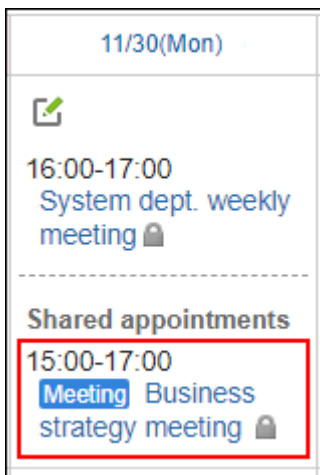 11/30(Mon)
16:00-17:00
System dept. weekly
meeting
Shared appointments
15:00-17:00
Meeting Business
strategy meeting